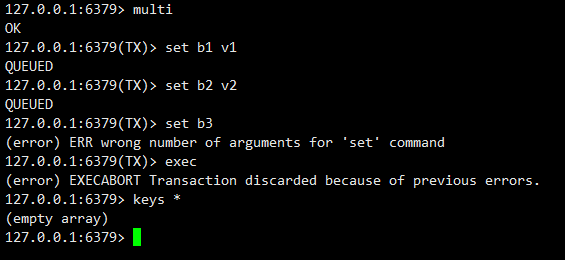 127.0.0.1:6379> multi
OK
127.0.0.1:6379(TX)> set b1 v1
QUEUED
127.0.0.1:6379(TX)> set b2 v2
QUEUED
127.0.0.1:6379(TX)> set b3
(error) ERR wrong number of arguments for 'set' command
127.0.0.1:6379(TX)> exec
(error) EXECABORT Transaction discarded because of previous errors.
127.0.0.1:6379> keys *
(empty array)
127.0.0.1:6379>